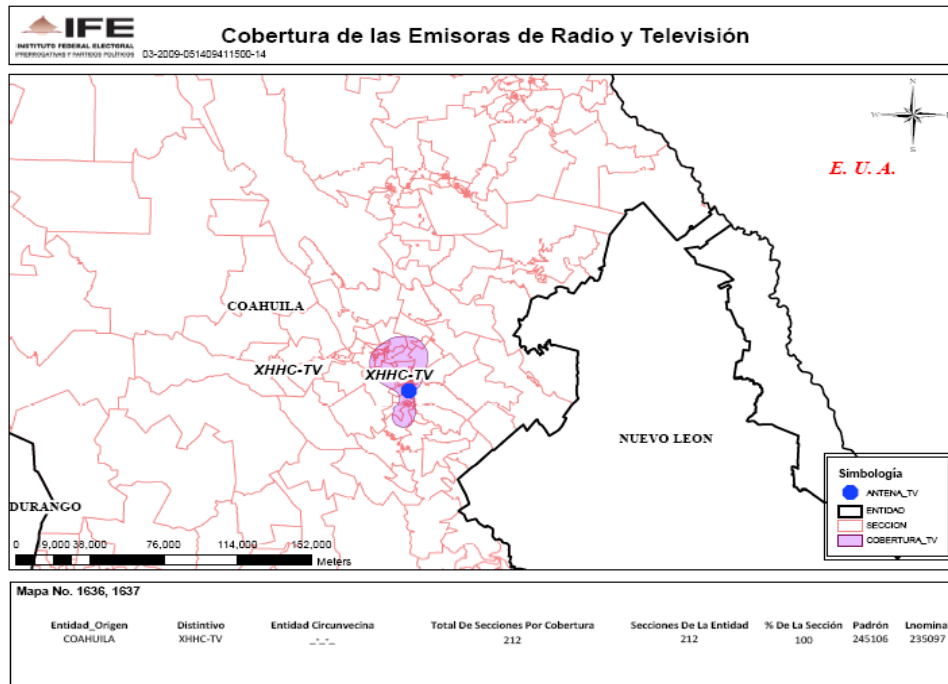 IFE
INSTITUTO FEDERAL ELECTORAL
PRERROGATIVAS Y PARTIDOS POLÍTICOS
03-2009-051409411500-14
Cobertura de las Emisoras de Radio y Televisión
N
W
E
S
E. U. A.
COAHUILA
XHHC-TV
XHHC-TV
NUEVO LEON
DURANGO
0 19,000 38,000 76,000 114,000 152,000
Meters
Simbología
ANTENA_TV
ENTIDAD
SECCION
COBERTURA_TV
Mapa No. 1636, 1637
Entidad_Origen Distintivo Entidad Circunvecina Total De Secciones Por Cobertura Secciones De La Entidad % De La Sección Padrón Lnominal
COAHUILA XHHC-TV _-_-_ 212 212 100 245106 235097